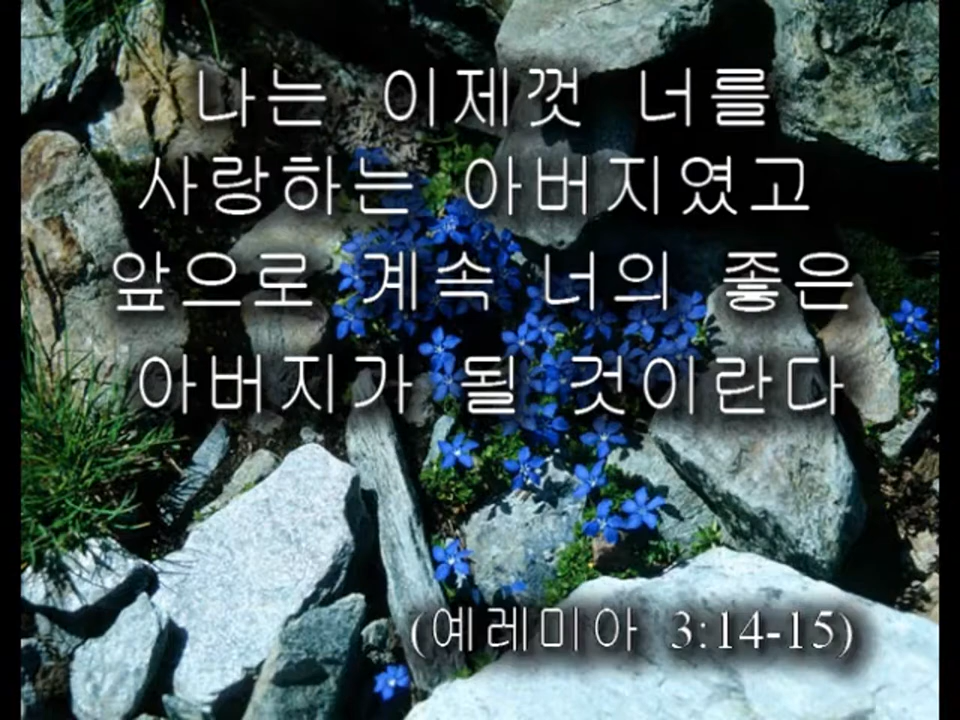 나는 이제껏 너를
사랑하는 아버지였고
앞으로 계속 너의 좋은
아버지가 될 것이란다
(예레미아 3:14-15)